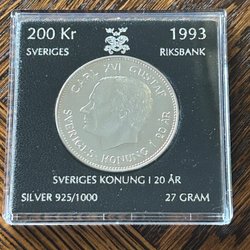 200 Kr 1993
SVERIGES RIKSBANK
CARL XVI GUSTAF
SVERIGES KONUNG I 20 ÅR
SVERIGES KONUNG I 20 ÅR
SILVER 925/1000 27 GRAM